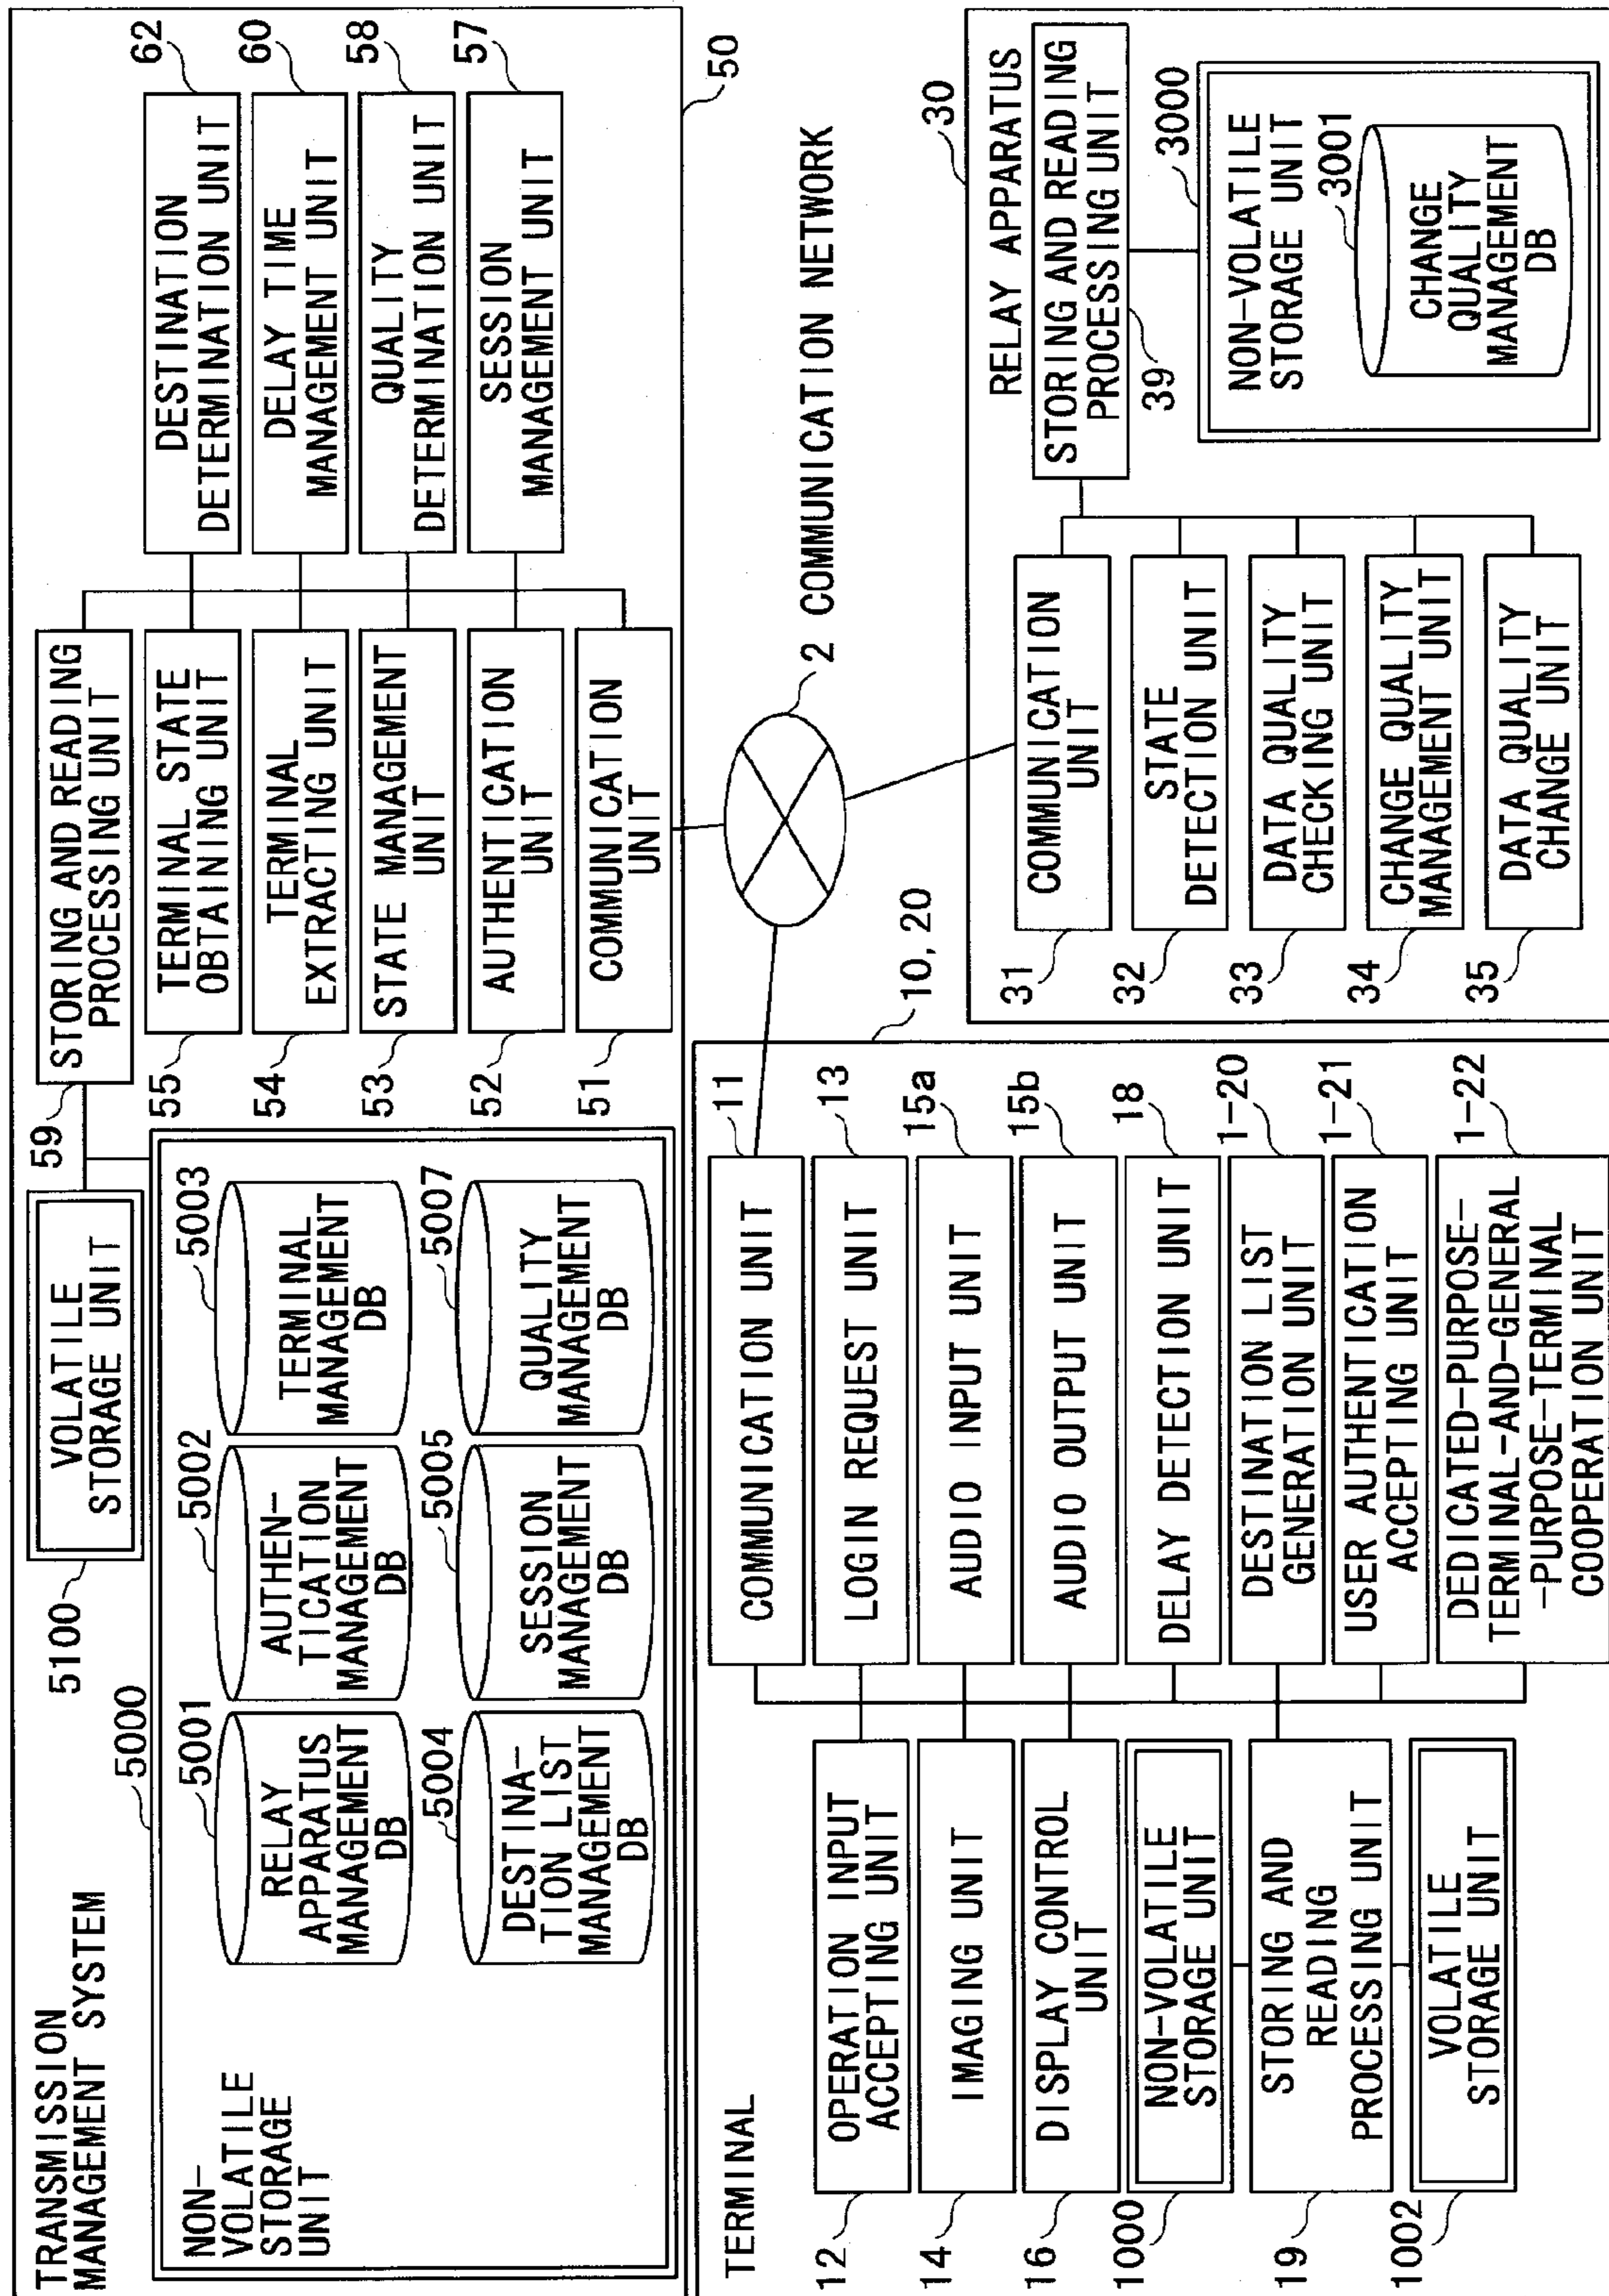 TRANSMISSION
MANAGEMENT SYSTEM
5000
NON-
VOLATILE
STORAGE
UNIT
5001
RELAY
APPARATUS
MANAGEMENT
DB
5002
AUTHEN-
TICATION
MANAGEMENT
DB
5003
TERMINAL
MANAGEMENT
DB
5004
DESTINA-
TION LIST
MANAGEMENT
DB
5005
SESSION
MANAGEMENT
DB
5007
QUALITY
MANAGEMENT
DB
5100
VOLATILE
STORAGE UNIT
59
STORING AND READING
PROCESSING UNIT
55
TERMINAL STATE
OBTAINING UNIT
54
TERMINAL
EXTRACTING UNIT
53
STATE MANAGEMENT
UNIT
52
AUTHENTICATION
UNIT
51
COMMUNICATION
UNIT
62
DESTINATION
DETERMINATION UNIT
60
DELAY TIME
MANAGEMENT UNIT
58
QUALITY
DETERMINATION UNIT
57
SESSION
MANAGEMENT UNIT
50
2 COMMUNICATION NETWORK
TERMINAL
10, 20
12
OPERATION INPUT
ACCEPTING UNIT
14
IMAGING UNIT
16
DISPLAY CONTROL
UNIT
1000
NON-VOLATILE
STORAGE UNIT
19
STORING AND
READING
PROCESSING UNIT
1002
VOLATILE
STORAGE UNIT
COMMUNICATION UNIT
11
LOGIN REQUEST UNIT
13
AUDIO INPUT UNIT
15a
AUDIO OUTPUT UNIT
15b
DELAY DETECTION UNIT
18
DESTINATION LIST
GENERATION UNIT
1-20
USER AUTHENTICATION
ACCEPTING UNIT
1-21
DEDICATED-PURPOSE-
TERMINAL-AND-GENERAL
-PURPOSE-TERMINAL
COOPERATION UNIT
1-22
30
RELAY APPARATUS
31
COMMUNICATION
UNIT
32
STATE
DETECTION UNIT
33
DATA QUALITY
CHECKING UNIT
34
CHANGE QUALITY
MANAGEMENT UNIT
35
DATA QUALITY
CHANGE UNIT
STORING AND READING
PROCESSING UNIT
39
3000
NON-VOLATILE
STORAGE UNIT
3001
CHANGE
QUALITY
MANAGEMENT
DB